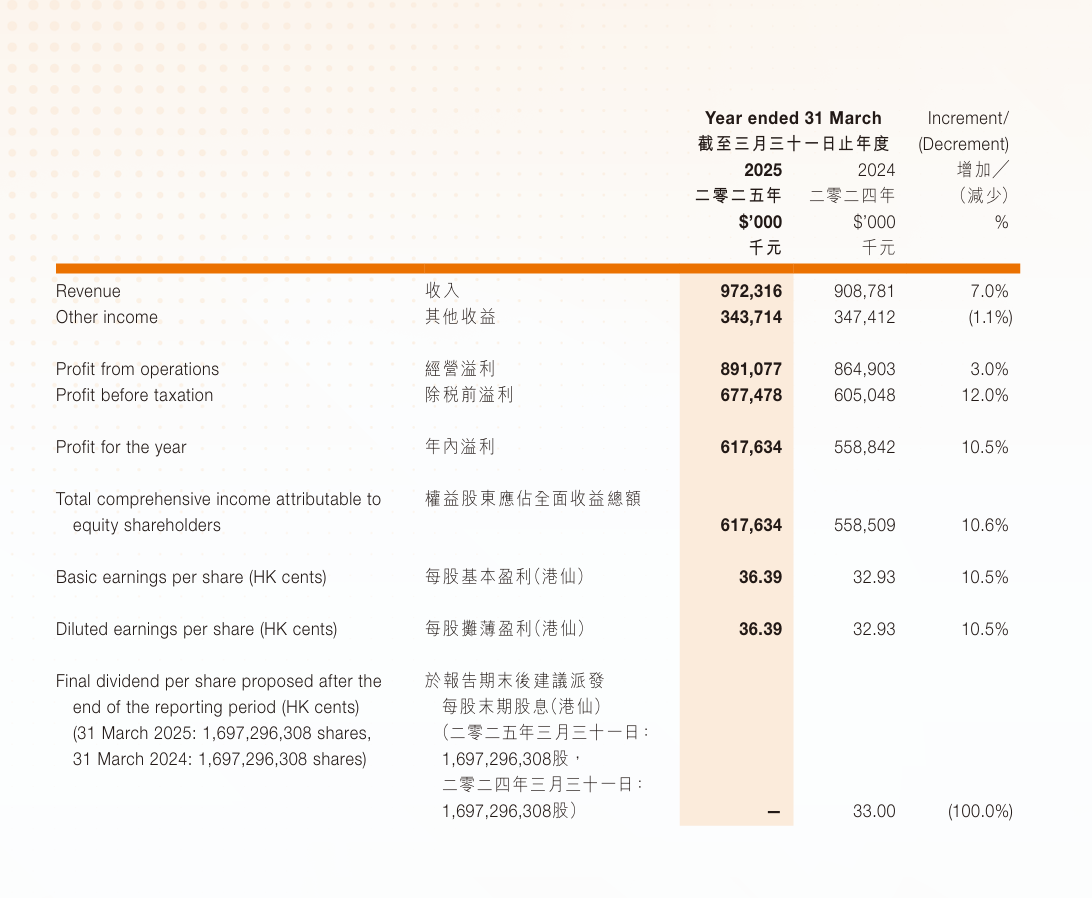 Year ended 31 March Increment/
截至三月三十一日止年度 (Decrement)
2025 2024 增加／
二零二五年 二零二四年 （減少）
$’000 $’000 %
千元 千元
Revenue 收入 972,316 908,781 7.0%
Other income 其他收益 343,714 347,412 (1.1%)
Profit from operations 經營溢利 891,077 864,903 3.0%
Profit before taxation 除税前溢利 677,478 605,048 12.0%
Profit for the year 年內溢利 617,634 558,842 10.5%
Total comprehensive income attributable to 權益股東應佔全面收益總額
equity shareholders 617,634 558,509 10.6%
Basic earnings per share (HK cents) 每股基本盈利（港仙） 36.39 32.93 10.5%
Diluted earnings per share (HK cents) 每股攤薄盈利（港仙） 36.39 32.93 10.5%
Final dividend per share proposed after the 於報告期末後建議派發
end of the reporting period (HK cents) 每股末期股息（港仙）
(31 March 2025: 1,697,296,308 shares, （二零二五年三月三十一日：
31 March 2024: 1,697,296,308 shares) 1,697,296,308股，
二零二四年三月三十一日：
1,697,296,308股） – 33.00 (100.0%)